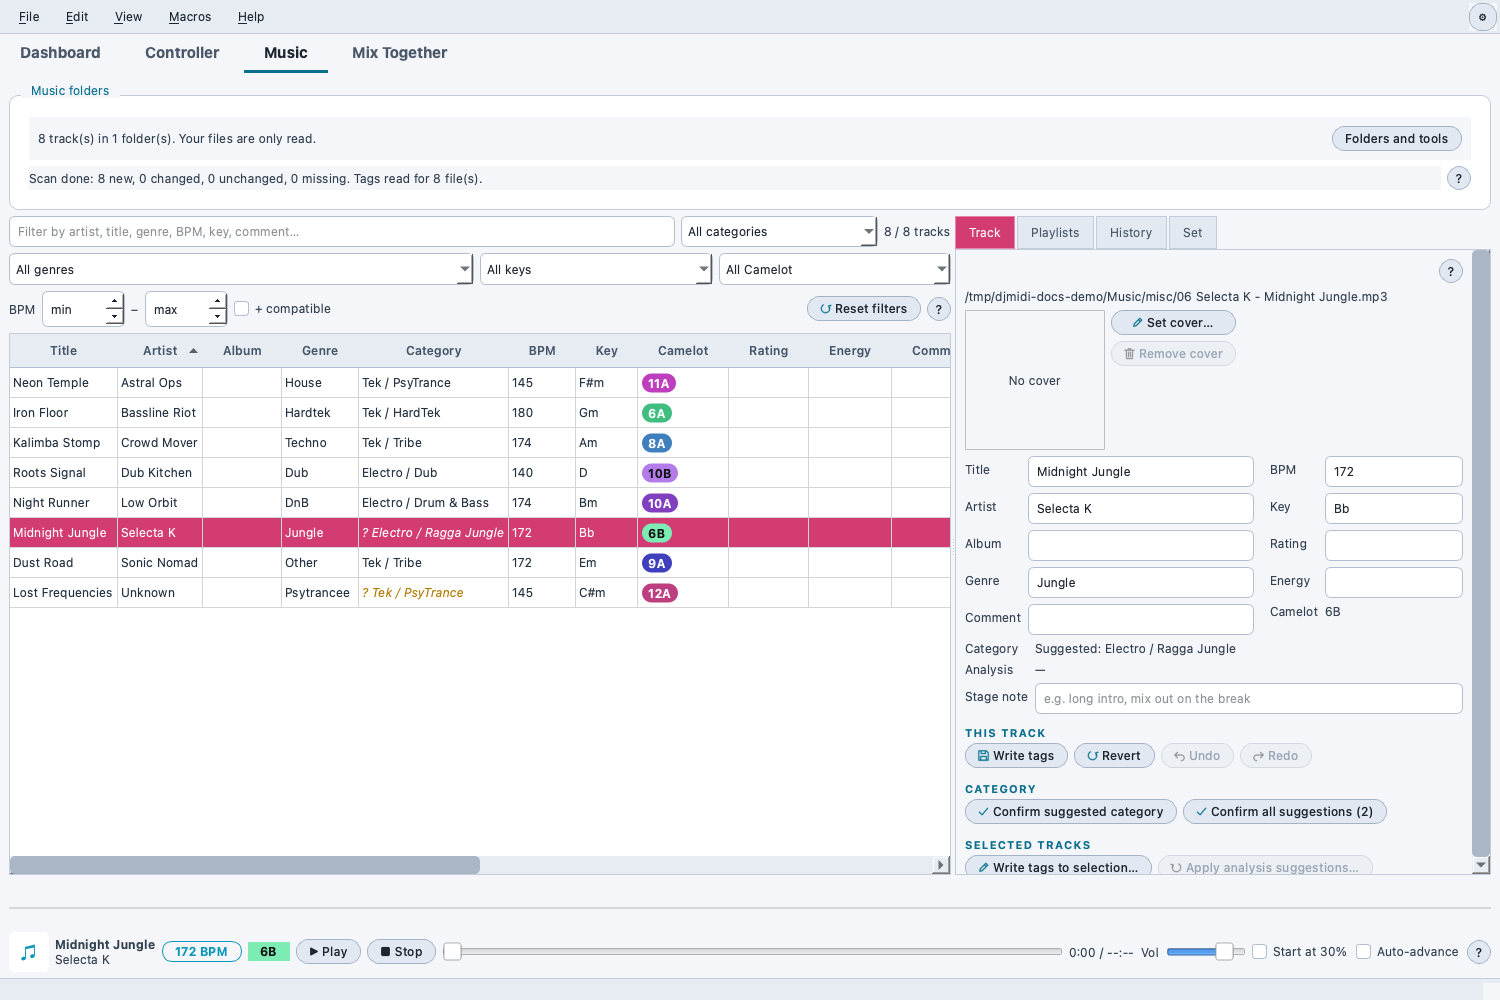 File Edit View Macros Help
Dashboard Controller Music Mix Together
Music folders
8 track(s) in 1 folder(s). Your files are only read.
Folders and tools
Scan done: 8 new, 0 changed, 0 unchanged, 0 missing. Tags read for 8 file(s).
?
Filter by artist, title, genre, BPM, key, comment...
All categories
8 / 8 tracks
All genres
All keys
All Camelot
BPM min – max + compatible
Reset filters
?
Title Artist Album Genre Category BPM Key Camelot Rating Energy Comm
Neon Temple Astral Ops House Tek / PsyTrance 145 F#m 11A
Iron Floor Bassline Riot Hardtek Tek / HardTek 180 Gm 6A
Kalimba Stomp Crowd Mover Techno Tek / Tribe 174 Am 8A
Roots Signal Dub Kitchen Dub Electro / Dub 140 D 10B
Night Runner Low Orbit DnB Electro / Drum & Bass 174 Bm 10A
Midnight Jungle Selecta K Jungle ? Electro / Ragga Jungle 172 Bb 6B
Dust Road Sonic Nomad Other Tek / Tribe 172 Em 9A
Lost Frequencies Unknown Psytrancee ? Tek / PsyTrance 145 C#m 12A
Track Playlists History Set
?
/tmp/djmidi-docs-demo/Music/misc/06 Selecta K - Midnight Jungle.mp3
No cover
Set cover...
Remove cover
Title Midnight Jungle BPM 172
Artist Selecta K Key Bb
Album Rating
Genre Jungle Energy
Comment Camelot 6B
Category Suggested: Electro / Ragga Jungle
Analysis —
Stage note e.g. long intro, mix out on the break
THIS TRACK
Write tags Revert Undo Redo
CATEGORY
Confirm suggested category Confirm all suggestions (2)
SELECTED TRACKS
Write tags to selection... Apply analysis suggestions...
Midnight Jungle
Selecta K
172 BPM 6B Play Stop 0:00 / --:-- Vol Start at 30% Auto-advance ?